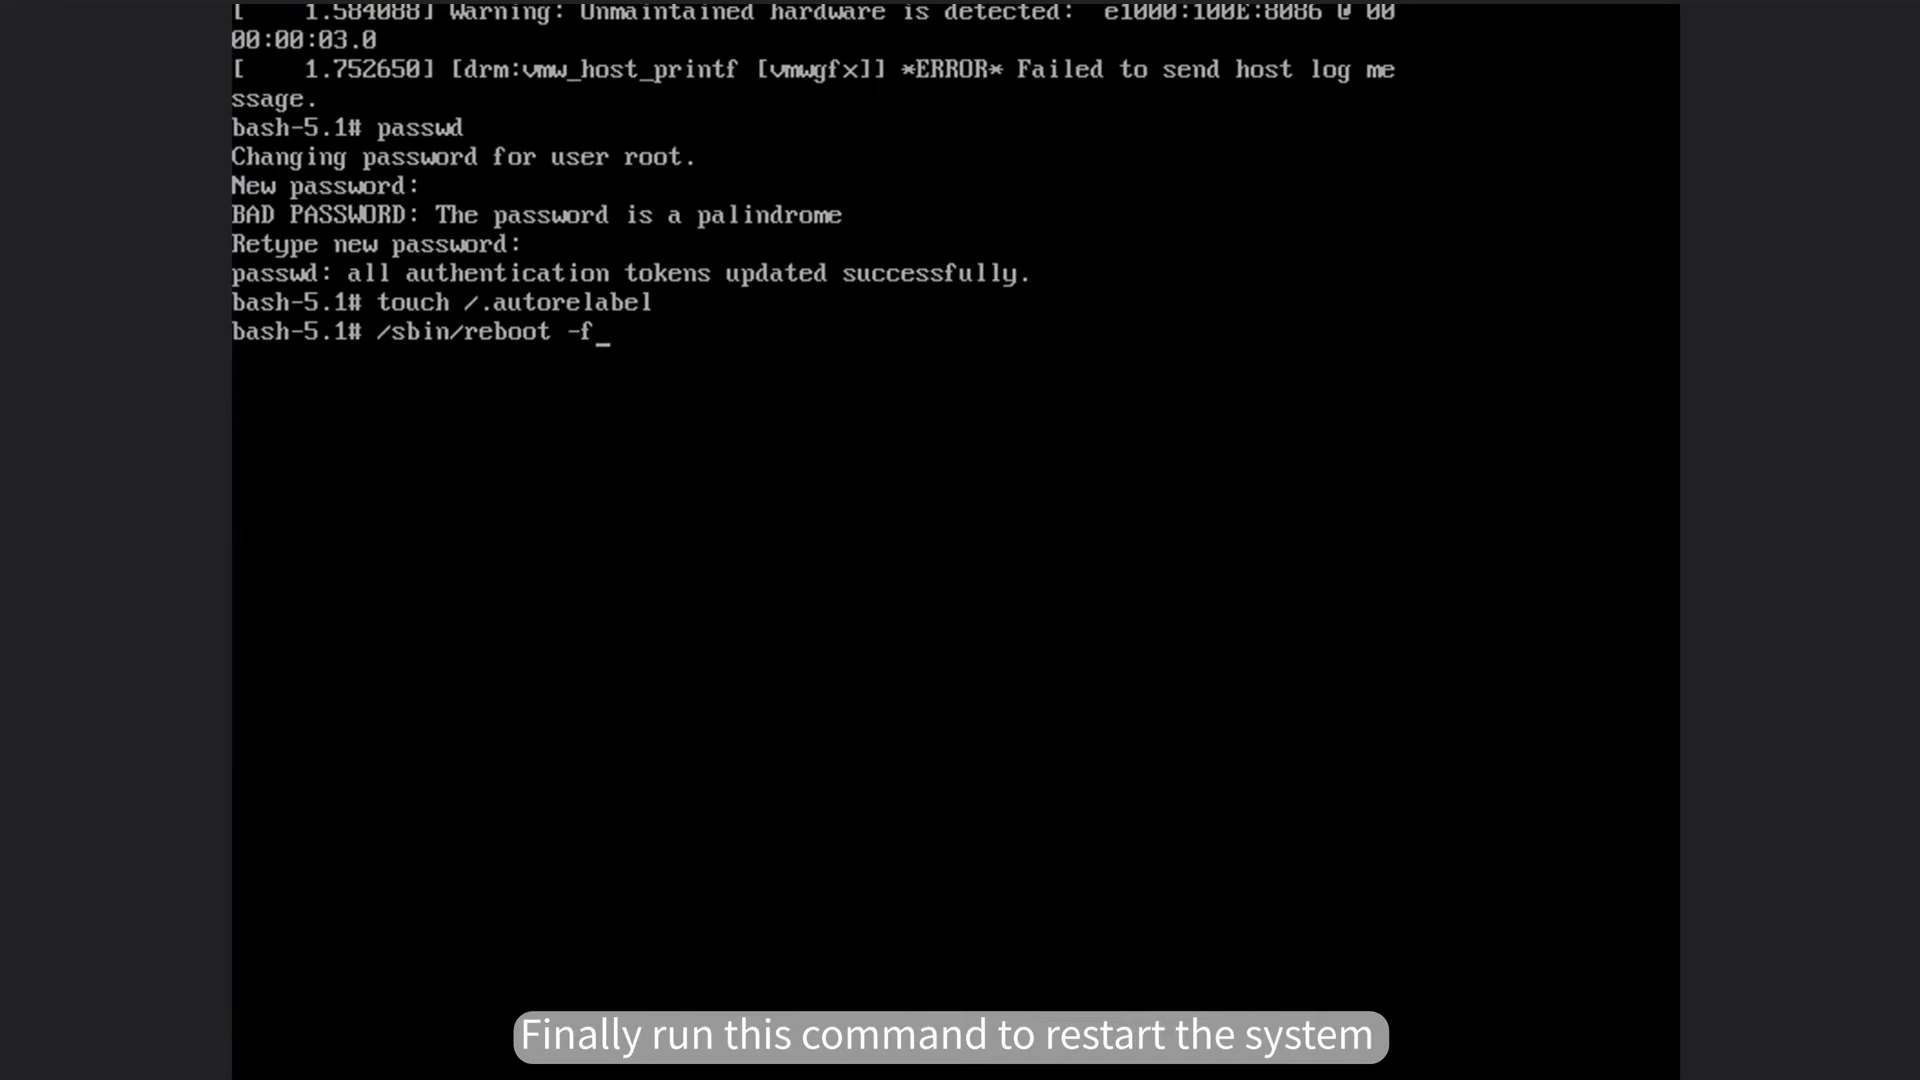 [    1.584088] Warning: Unmaintained hardware is detected:  e1000:100E:8086 @ 00
00:00:03.0
[    1.752650] [drm:vmw_host_printf [vmwgfx]] *ERROR* Failed to send host log me
ssage.
bash-5.1# passwd
Changing password for user root.
New password:
BAD PASSWORD: The password is a palindrome
Retype new password:
passwd: all authentication tokens updated successfully.
bash-5.1# touch /.autorelabel
bash-5.1# /sbin/reboot -f_
Finally run this command to restart the system